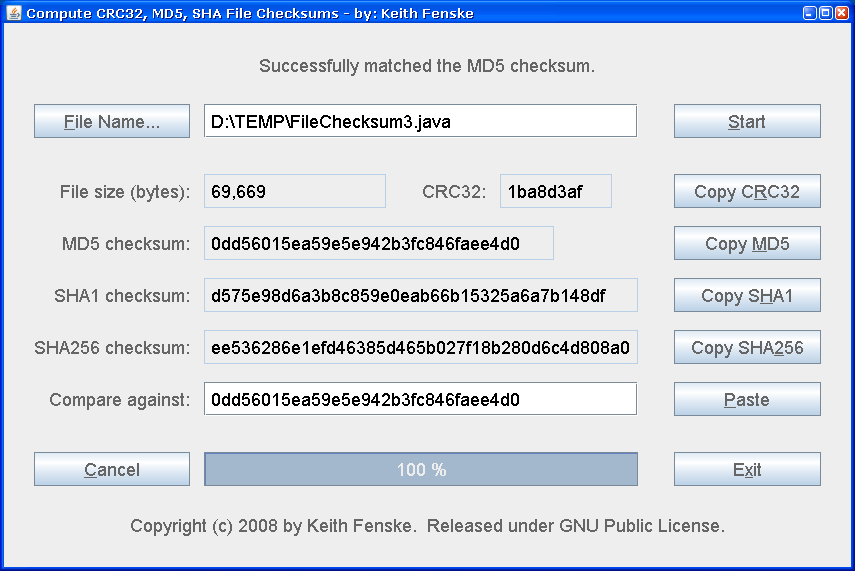 Compute CRC32, MD5, SHA File Checksums - by: Keith Fenske
Successfully matched the MD5 checksum.
File Name... D:\TEMP\FileChecksum3.java Start
File size (bytes): 69,669 CRC32: 1ba8d3af Copy CRC32
MD5 checksum: 0dd56015ea59e5e942b3fc846faee4d0 Copy MD5
SHA1 checksum: d575e98d6a3b8c859e0eab66b15325a6a7b148df Copy SHA1
SHA256 checksum: ee536286e1efd46385d465b027f18b280d6c4d808a0 Copy SHA256
Compare against: 0dd56015ea59e5e942b3fc846faee4d0 Paste
Cancel 100 % Exit
Copyright (c) 2008 by Keith Fenske. Released under GNU Public License.